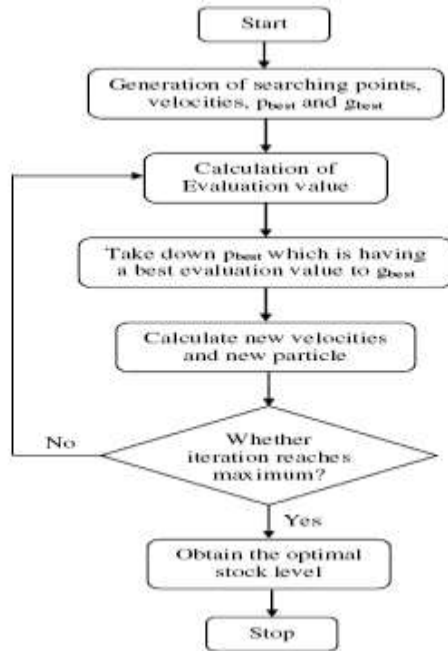 Start
Generation of searching points,
velocities, pbest and gbest
Calculation of
Evaluation value
Take down pbest which is having
a best evaluation value to gbest
Calculate new velocities
and new particle
Whether
iteration reaches
maximum?
No
Yes
Obtain the optimal
stock level
Stop